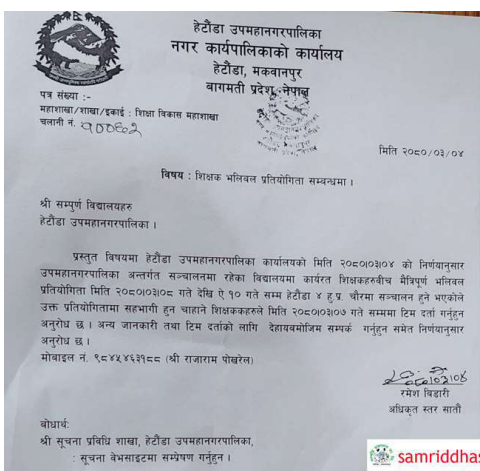 हेटौंडा उपमहानगरपालिका
नगर कार्यपालिकाको कार्यालय
हेटौंडा, मकवानपुर
बागमती प्रदेश, नेपाल
पत्र संख्या :-
महाशाखा/शाखा/इकाई : शिक्षा विकास महाशाखा
चलानी नं.
मिति २०८०/०३/०४
विषय : शिक्षक भलिबल प्रतियोगिता सम्बन्धमा ।
श्री सम्पुर्ण विद्यालयहरु
हेटौंडा उपमहानगरपालिका ।
प्रस्तुत विषयमा हेटौंडा उपमहानगरपालिका कार्यालयको मिति २०८०|०३|०४ को निर्णयानुसार
उपमहानगरपालिका अन्तर्गत सञ्चालनमा रहेका विद्यालयमा कार्यरत शिक्षकहरुबीच मैत्रिपूर्ण भलिबल
प्रतियोगिता मिति २०८०|०३|०८ गते देखि ऐ १० गते सम्म हेटौंडा ४ हु.प्र. चौरमा सञ्चालन हुने भएकोले
उक्त प्रतियोगितामा सहभागी हुन चाहाने शिक्षककहरुले मिति २०८०|०३|०७ गते सममा टिम दर्ता गर्नुहुन
अनुरोध छ । अन्य जानकारी तथा टिम दर्ताको लागि देहायबमोजिम सम्पर्क गर्नुहुन समेत निर्णयानुसार
अनुरोध छ ।
मोबाइल नं. ९८४५४६३१८८ (श्री राजाराम पोखरेल)
२०८०|०३|०४
रमेश बिडारी
अधिकृत स्तर सातौ
बोधार्थ:
श्री सूचना प्रविधि शाखा, हेटौंडा उपमहानगरपालिका,
: सूचना वेभसाइटमा सम्प्रेषण गर्नुहुन ।
samriddhas